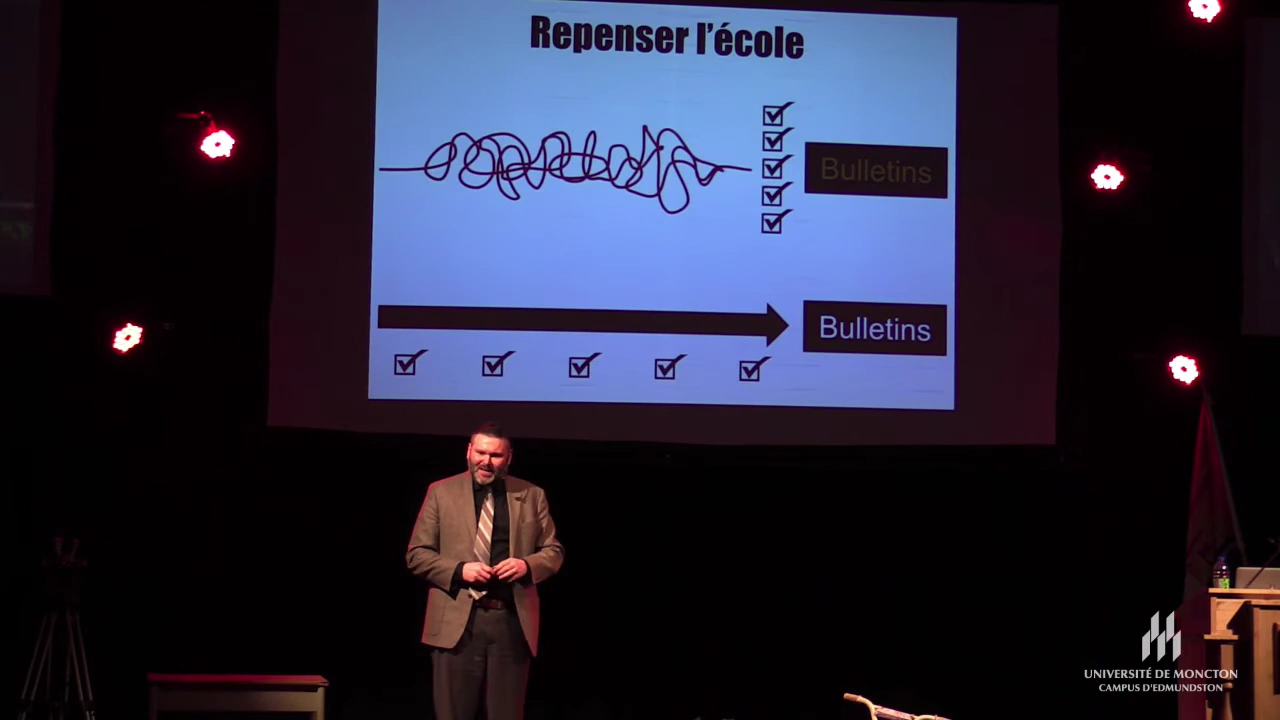 Repenser l'école
Bulletins
Bulletins
UNIVERSITÉ DE MONCTON
CAMPUS D'EDMUNDSTON